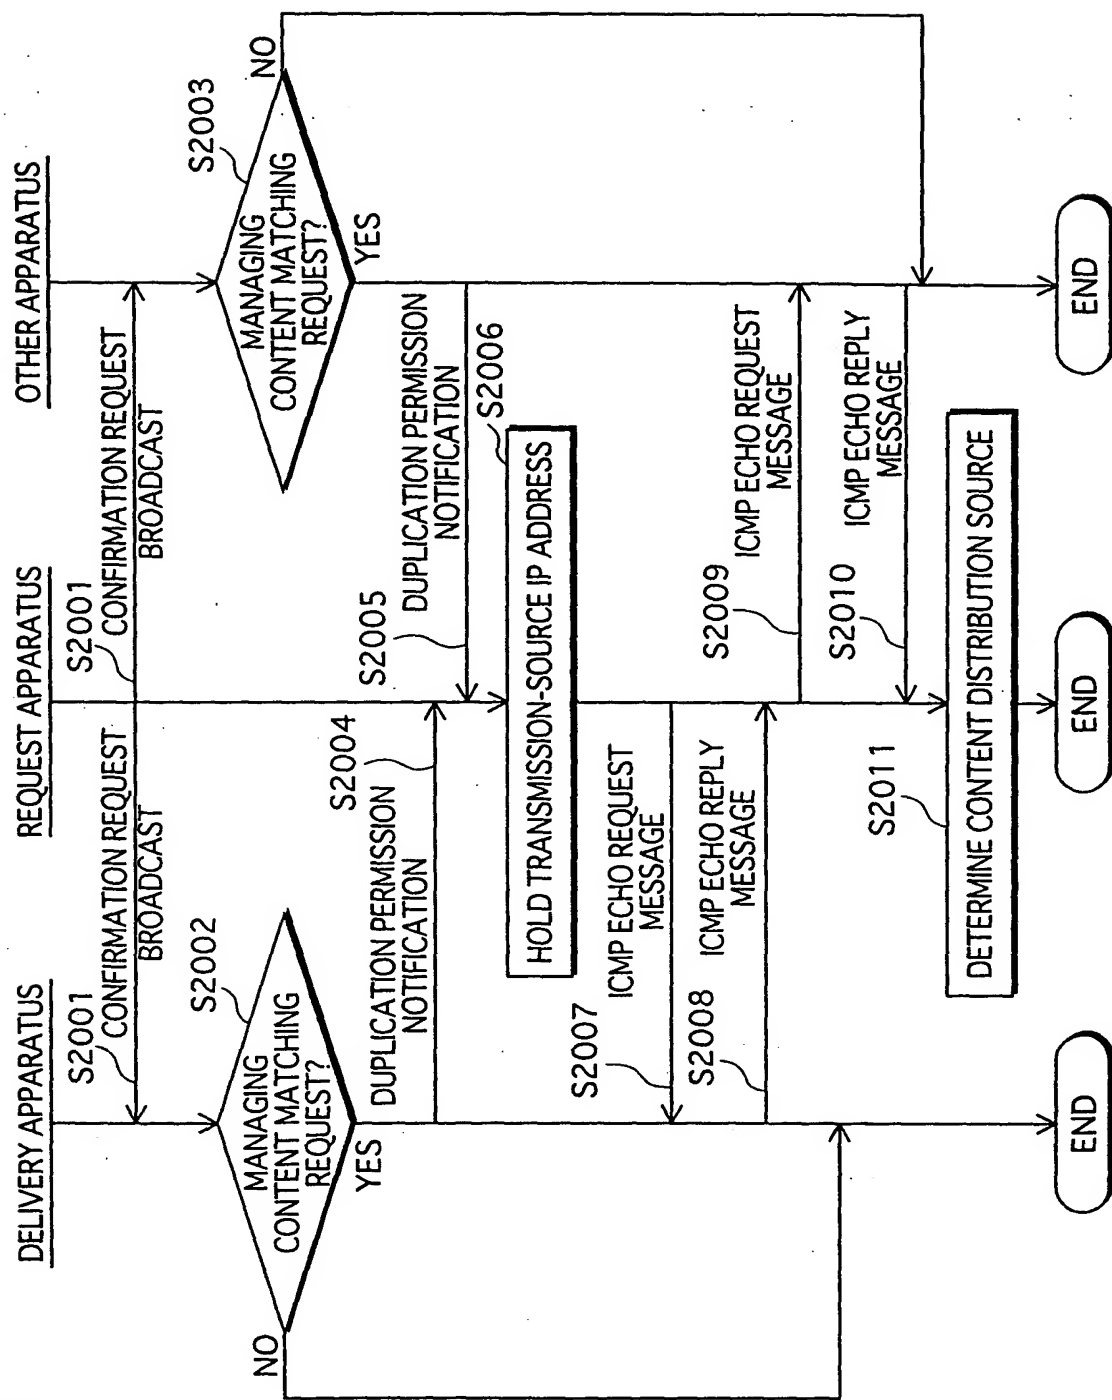 DELIVERY APPARATUS
REQUEST APPARATUS
OTHER APPARATUS
S2001
CONFIRMATION REQUEST
BROADCAST
S2001
CONFIRMATION REQUEST
BROADCAST
S2002
MANAGING
CONTENT MATCHING
REQUEST?
NO
YES
S2003
MANAGING
CONTENT MATCHING
REQUEST?
NO
YES
DUPLICATION PERMISSION
NOTIFICATION
S2004
S2005
DUPLICATION PERMISSION
NOTIFICATION
S2006
HOLD TRANSMISSION-SOURCE IP ADDRESS
S2007
ICMP ECHO REQUEST
MESSAGE
S2008
ICMP ECHO REPLY
MESSAGE
S2009
ICMP ECHO REQUEST
MESSAGE
S2010
ICMP ECHO REPLY
MESSAGE
S2011
DETERMINE CONTENT DISTRIBUTION SOURCE
END
END
END